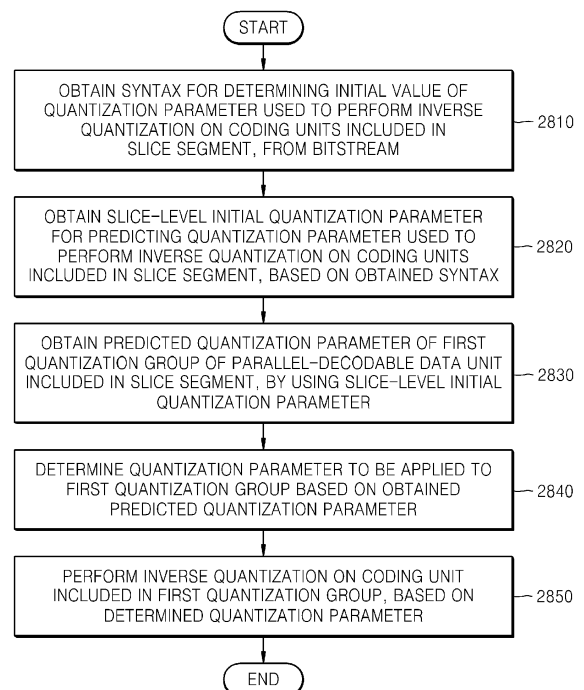 START
OBTAIN SYNTAX FOR DETERMINING INITIAL VALUE OF
QUANTIZATION PARAMETER USED TO PERFORM INVERSE
QUANTIZATION ON CODING UNITS INCLUDED IN
SLICE SEGMENT, FROM BITSTREAM
2810
OBTAIN SLICE-LEVEL INITIAL QUANTIZATION PARAMETER
FOR PREDICTING QUANTIZATION PARAMETER USED TO
PERFORM INVERSE QUANTIZATION ON CODING UNITS
INCLUDED IN SLICE SEGMENT, BASED ON OBTAINED SYNTAX
2820
OBTAIN PREDICTED QUANTIZATION PARAMETER OF FIRST
QUANTIZATION GROUP OF PARALLEL-DECODABLE DATA UNIT
INCLUDED IN SLICE SEGMENT, BY USING SLICE-LEVEL INITIAL
QUANTIZATION PARAMETER
2830
DETERMINE QUANTIZATION PARAMETER TO BE APPLIED TO
FIRST QUANTIZATION GROUP BASED ON OBTAINED
PREDICTED QUANTIZATION PARAMETER
2840
PERFORM INVERSE QUANTIZATION ON CODING UNIT
INCLUDED IN FIRST QUANTIZATION GROUP, BASED ON
DETERMINED QUANTIZATION PARAMETER
2850
END